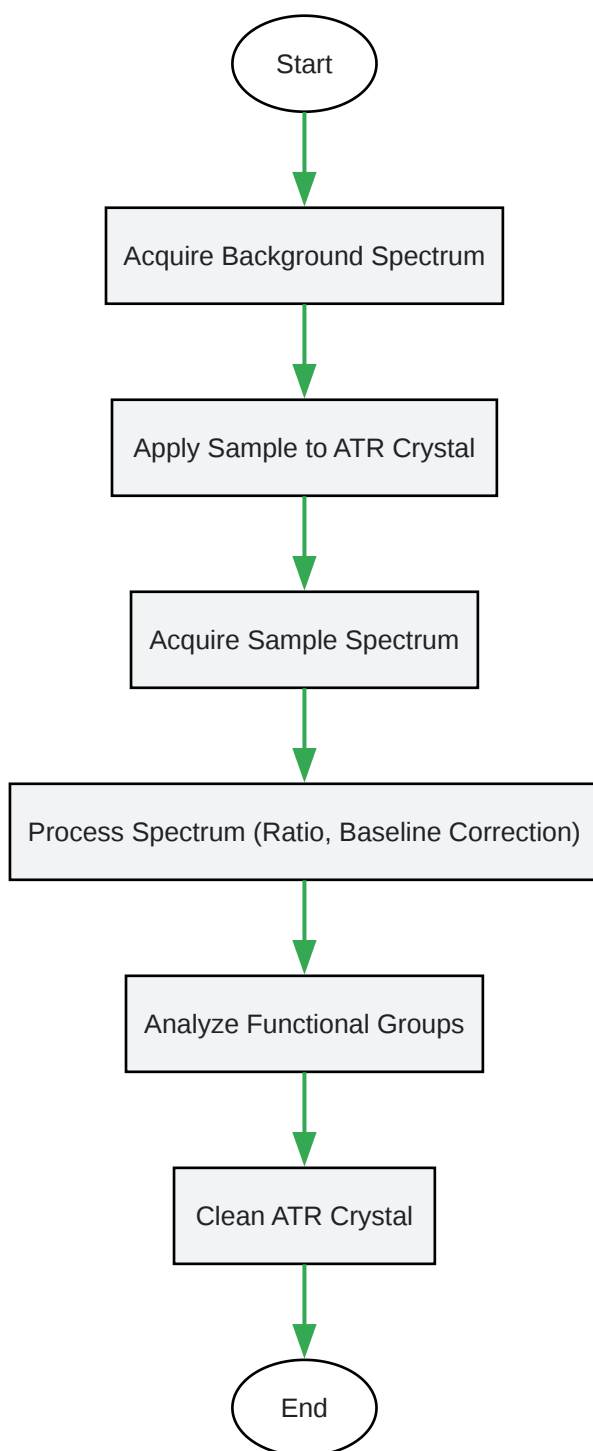 Start
Acquire Background Spectrum
Apply Sample to ATR Crystal
Acquire Sample Spectrum
Process Spectrum (Ratio, Baseline Correction)
Analyze Functional Groups
Clean ATR Crystal
End